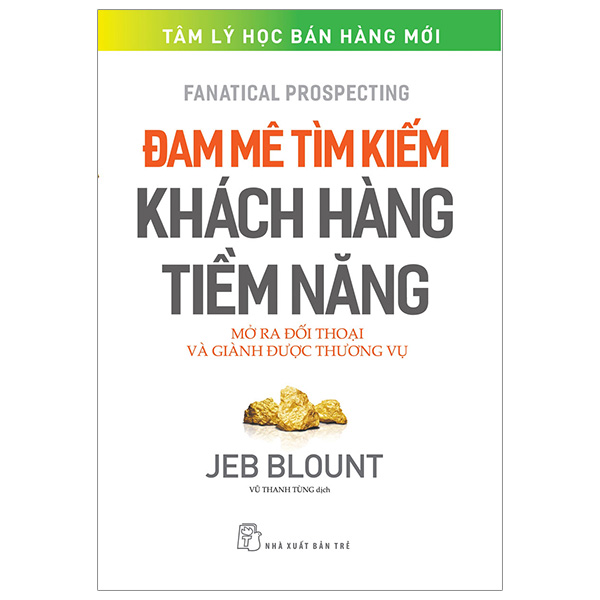 TÂM LÝ HỌC BÁN HÀNG MỚI
FANATICAL PROSPECTING
ĐAM MÊ TÌM KIẾM
KHÁCH HÀNG
TIỀM NĂNG
MỞ RA ĐỐI THOẠI
VÀ GIÀNH ĐƯỢC THƯƠNG VỤ
JEB BLOUNT
VŨ THANH TÙNG dịch
NHÀ XUẤT BẢN TRẺ